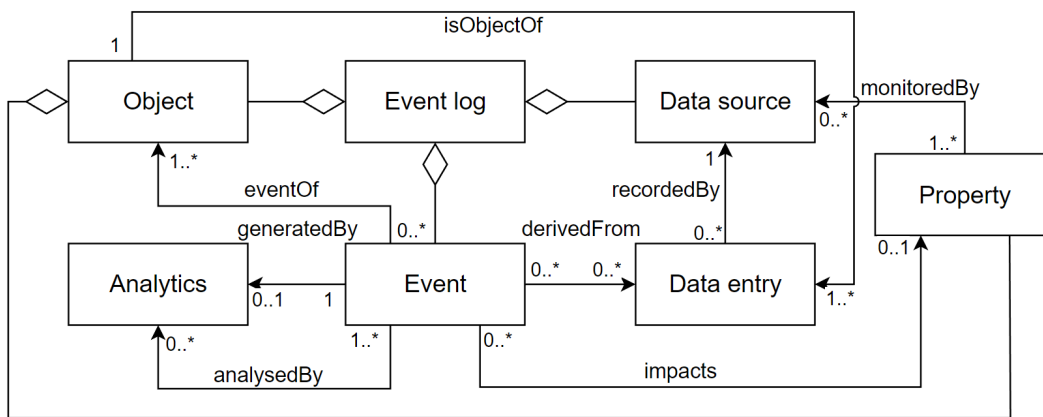 isObjectOf
1
Object
Event log
Data source
monitoredBy
0..*
1..*
1..*
1
eventOf
recordedBy
Property
generatedBy
0..*
derivedFrom
0..*
0..1
Analytics
Event
Data entry
0..*
0..*
0..1
1
1..*
0..*
1..*
0..*
analysedBy
impacts